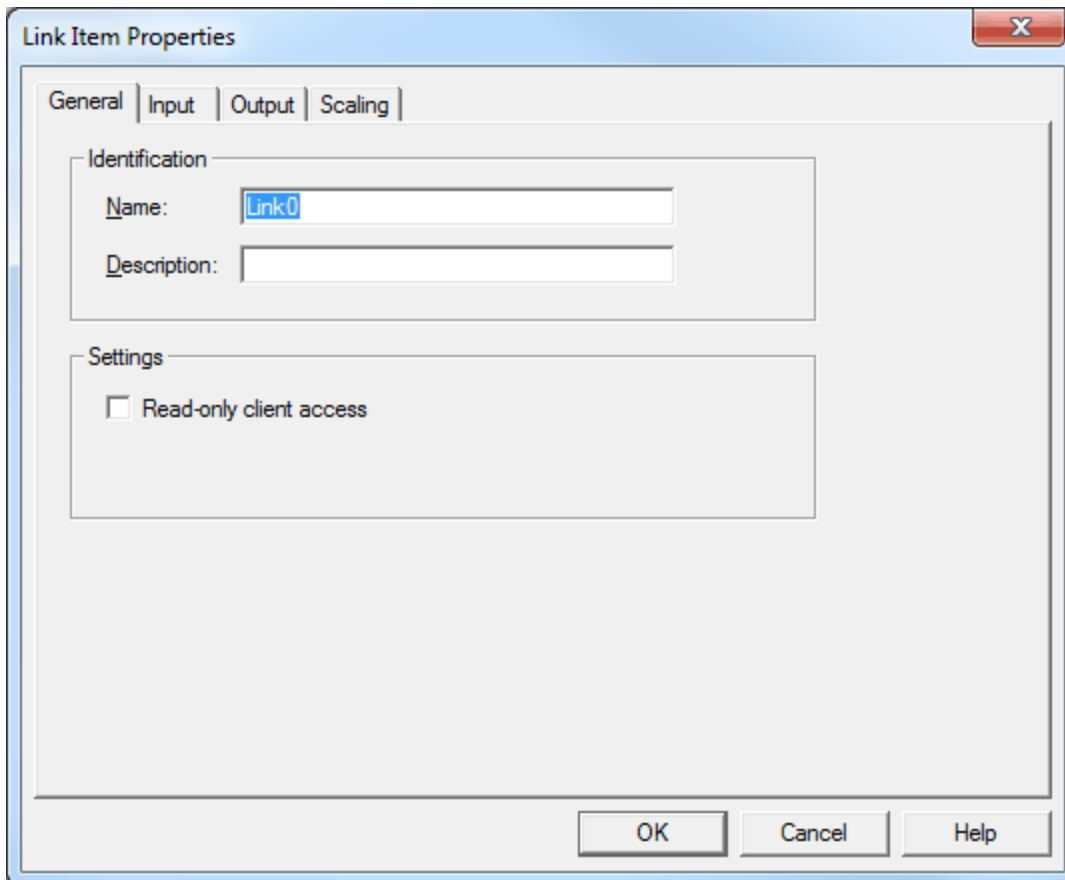 Link Item Properties
General Input Output Scaling
Identification
Name: Link0
Description:
Settings
Read-only client access
OK Cancel Help